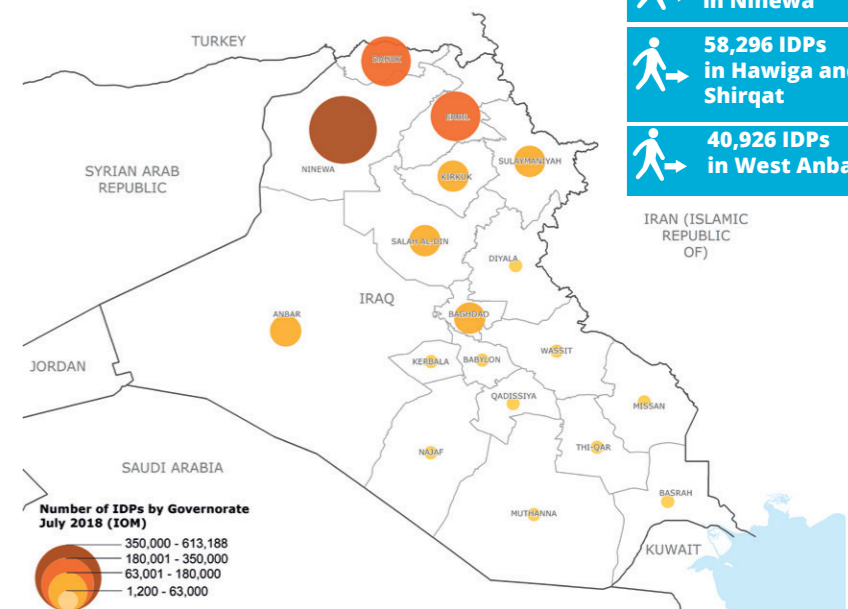 in Ninewa
58,296 IDPs
in Hawiga and
Shirqat
40,926 IDPs
in West Anba
TURKEY
DAHUK
ERBIL
NINEWA
SULAYMANIYAH
KIRKUK
SYRIAN ARAB
REPUBLIC
IRAN (ISLAMIC
REPUBLIC
OF)
SALAH AL-DIN
DIYALA
IRAQ
ANBAR
BAGHDAD
JORDAN
KERBALA
BABYLON
WASSIT
QADISSIYA
MISSAN
NAJAF
THI-QAR
SAUDI ARABIA
BASRAH
MUTHANNA
KUWAIT
Number of IDPs by Governorate
July 2018 (IOM)
350,000 - 613,188
180,001 - 350,000
63,001 - 180,000
1,200 - 63,000